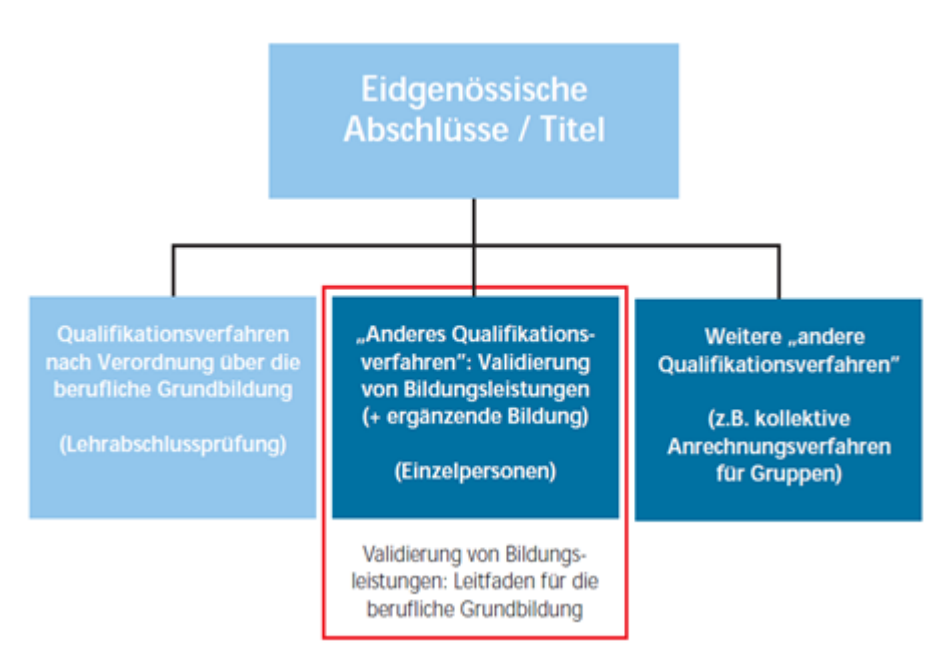 Eidgenössische
Abschlüsse / Titel
Qualifikationsverfahren
nach Verordnung über die
berufliche Grundbildung
(Lehrabschlussprüfung)
„Anderes Qualifikations-
verfahren”: Validierung
von Bildungsleistungen
(+ ergänzende Bildung)
(Einzelpersonen)
Validierung von Bildungs-
leistungen: Leitfaden für die
berufliche Grundbildung
Weitere „andere
Qualifikationsverfahren”
(z.B. kollektive
Anrechnungsverfahren
für Gruppen)